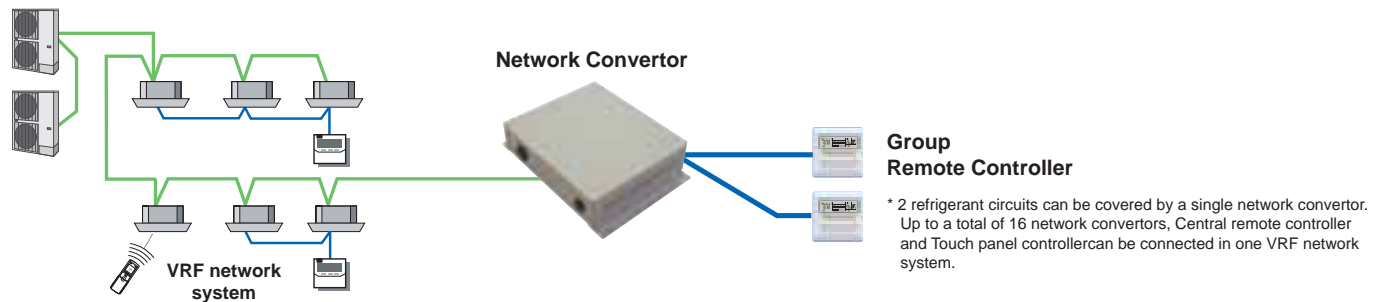 Network Convertor
Group
Remote Controller
* 2 refrigerant circuits can be covered by a single network convertor.
Up to a total of 16 network convertors, Central remote controller
and Touch panel controllercan be connected in one VRF network
system.
VRF network
system